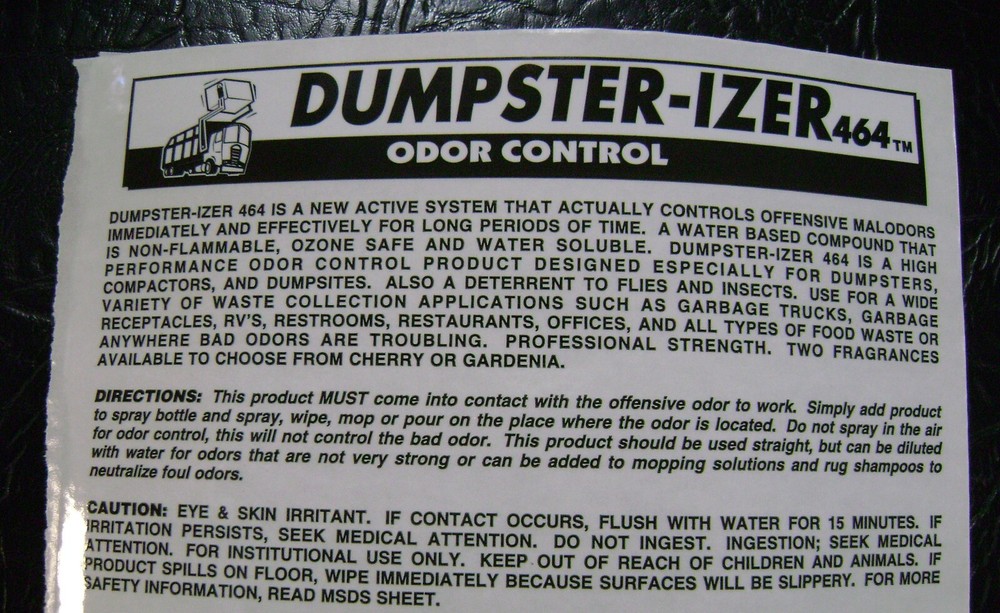 DUMPSTER-IZER464™
ODOR CONTROL
DUMPSTER-IZER 464 IS A NEW ACTIVE SYSTEM THAT ACTUALLY CONTROLS OFFENSIVE MALODORS
IMMEDIATELY AND EFFECTIVELY FOR LONG PERIODS OF TIME. A WATER BASED COMPOUND THAT
IS NON-FLAMMABLE, OZONE SAFE AND WATER SOLUBLE. DUMPSTER-IZER 464 IS A HIGH
PERFORMANCE ODOR CONTROL PRODUCT DESIGNED ESPECIALLY FOR DUMPSTERS,
COMPACTORS, AND DUMPSITES. ALSO A DETERRENT TO FLIES AND INSECTS. USE FOR A WIDE
VARIETY OF WASTE COLLECTION APPLICATIONS SUCH AS GARBAGE TRUCKS, GARBAGE
RECEPTACLES, RV'S, RESTROOMS, RESTAURANTS, OFFICES, AND ALL TYPES OF FOOD WASTE OR
ANYWHERE BAD ODORS ARE TROUBLING. PROFESSIONAL STRENGTH. TWO FRAGRANCES
AVAILABLE TO CHOOSE FROM CHERRY OR GARDENIA.
DIRECTIONS: This product MUST come into contact with the offensive odor to work. Simply add product
to spray bottle and spray, wipe, mop or pour on the place where the odor is located. Do not spray in the air
for odor control, this will not control the bad odor. This product should be used straight, but can be diluted
with water for odors that are not very strong or can be added to mopping solutions and rug shampoos to
neutralize foul odors.
CAUTION: EYE & SKIN IRRITANT. IF CONTACT OCCURS, FLUSH WITH WATER FOR 15 MINUTES. IF
IRRITATION PERSISTS, SEEK MEDICAL ATTENTION. DO NOT INGEST. INGESTION; SEEK MEDICAL
ATTENTION. FOR INSTITUTIONAL USE ONLY. KEEP OUT OF REACH OF CHILDREN AND ANIMALS. IF
PRODUCT SPILLS ON FLOOR, WIPE IMMEDIATELY BECAUSE SURFACES WILL BE SLIPPERY. FOR MORE
SAFETY INFORMATION, READ MSDS SHEET.